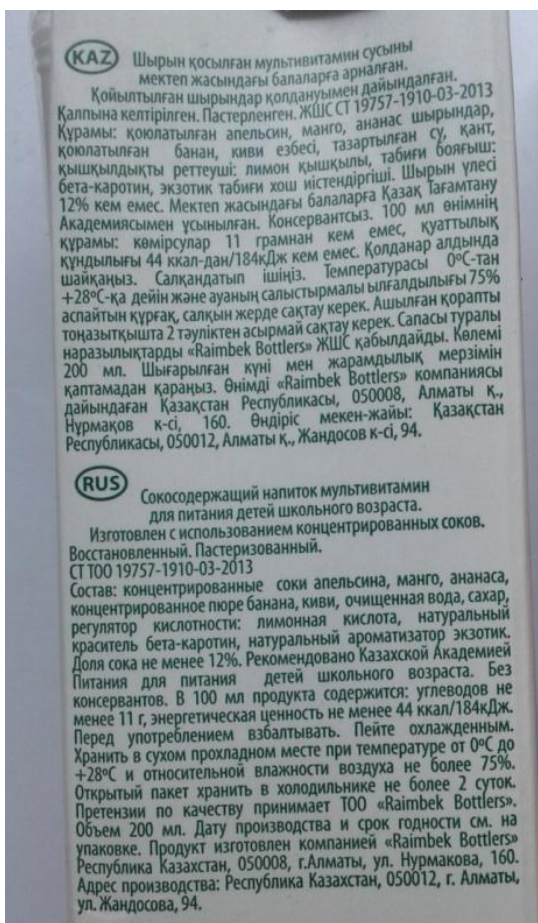 KAZ
Шырын қосылған мультивитамин сусыны
мектеп жасындағы балаларға арналған.
Қойылтылған шырындар қолдануымен дайындалған.
Қалпына келтірілген. Пастерленген. ЖШС СТ 19757-1910-03-2013
Құрамы: қоюлатылған апельсин, манго, ананас шырындар,
қоюлатылған банан, киви езбесі, тазартылған су, қант,
қышқылдықты реттеуші: лимон қышқылы, табиғи бояғыш:
бета-каротин, экзотик табиғи хош иістендіргіші. Шырын үлесі
12% кем емес. Мектеп жасындағы балаларға Қазақ Тағамтану
Академиясымен ұсынылған. Консервантсыз. 100 мл өнімнің
құрамы: көмірсулар 11 грамнан кем емес, қуаттылық
құндылығы 44 ккал-дан/184кДж кем емес. Қолданар алдында
шайқаңыз. Салқандатып ішіңіз. Температурасы 0ºС-тан
+28ºС-қа дейін және ауаның салыстырмалы ылғалдылығы 75%
аспайтын құрғақ, салқын жерде сақтау керек. Ашылған қорапты
тоңазытқышта 2 тәуліктен асырмай сақтау керек. Сапасы туралы
наразылықтарды «Raimbek Bottlers» ЖШС қабылдайды. Көлемі
200 мл. Шығарылған күні мен жарамдылық мерзімін
қаптамадан қараңыз. Өнімді «Raimbek Bottlers» компаниясы
дайындаған Қазақстан Республикасы, 050008, Алматы қ.,
Нұрмақов к-сі, 160. Өндіріс мекен-жайы: Қазақстан
Республикасы, 050012, Алматы қ., Жандосов к-сі, 94.
RUS
Сокосодержащий напиток мультивитамин
для питания детей школьного возраста.
Изготовлен с использованием концентрированных соков.
Восстановленный. Пастеризованный.
СТ ТОО 19757-1910-03-2013
Состав: концентрированные соки апельсина, манго, ананаса,
концентрированное пюре банана, киви, очищенная вода, сахар,
регулятор кислотности: лимонная кислота, натуральный
краситель бета-каротин, натуральный ароматизатор экзотик.
Доля сока не менее 12%. Рекомендовано Казахской Академией
Питания для питания детей школьного возраста. Без
консервантов. В 100 мл продукта содержится: углеводов не
менее 11 г, энергетическая ценность не менее 44 ккал/184кДж.
Перед употреблением взбалтывать. Пейте охлажденным.
Хранить в сухом прохладном месте при температуре от 0ºС до
+28ºС и относительной влажности воздуха не более 75%.
Открытый пакет хранить в холодильнике не более 2 суток.
Претензии по качеству принимает ТОО «Raimbek Bottlers».
Объем 200 мл. Дату производства и срок годности см. на
упаковке. Продукт изготовлен компанией «Raimbek Bottlers»
Республика Казахстан, 050008, г.Алматы, ул. Нурмакова, 160.
Адрес производства: Республика Казахстан, 050012, г. Алматы,
ул. Жандосова, 94.